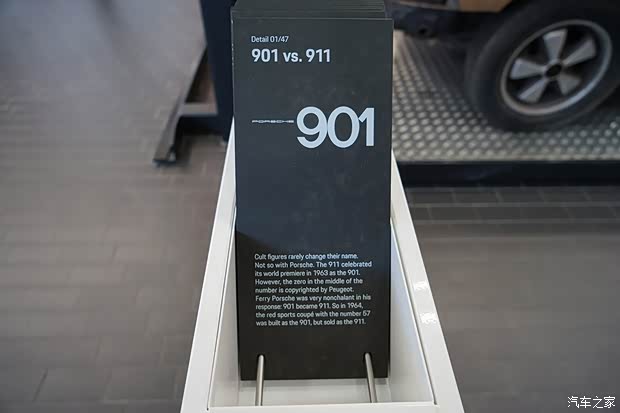 Detail 01/47
901 vs. 911
PORSCHE 901
Cult figures rarely change their name.
Not so with Porsche. The 911 celebrated
its world premiere in 1963 as the 901.
However, the zero in the middle of the
number is copyrighted by Peugeot.
Ferry Porsche was very nonchalant in his
response: 901 became 911. So in 1964,
the red sports coupé with the number 57
was built as the 901, but sold as the 911.
汽车之家